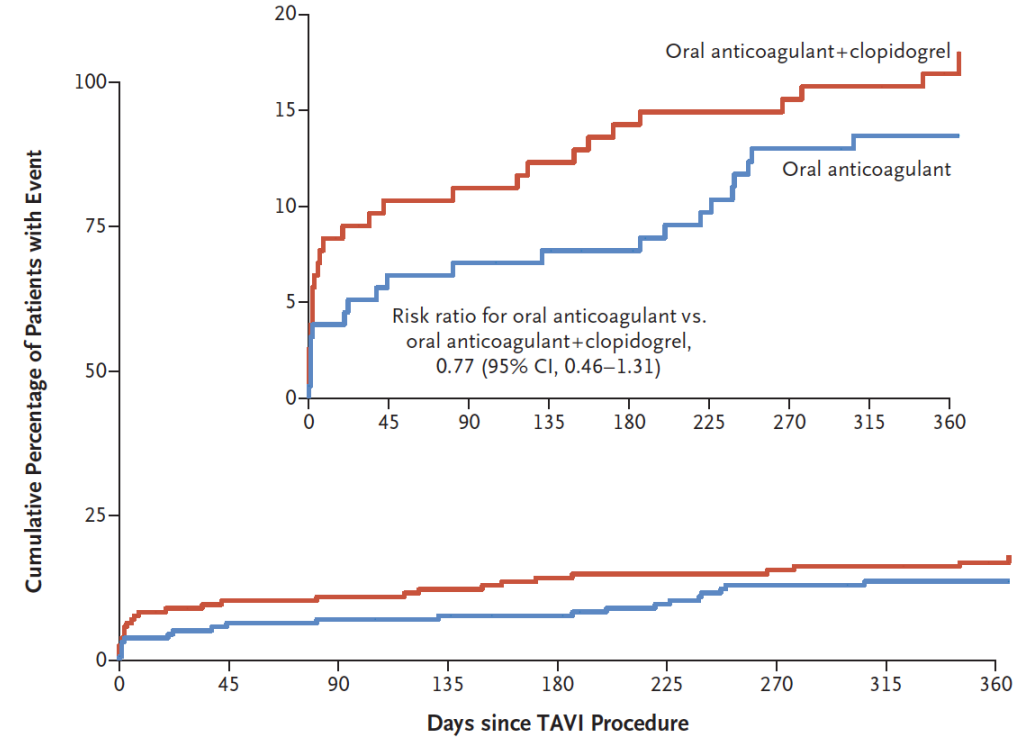 20
Oral anticoagulant+clopidogrel
100
15
Oral anticoagulant
75
10
5
Risk ratio for oral anticoagulant vs.
oral anticoagulant+clopidogrel,
0.77 (95% CI, 0.46–1.31)
50
0
0 45 90 135 180 225 270 315 360
25
0
0 45 90 135 180 225 270 315 360
Cumulative Percentage of Patients with Event
Days since TAVI Procedure